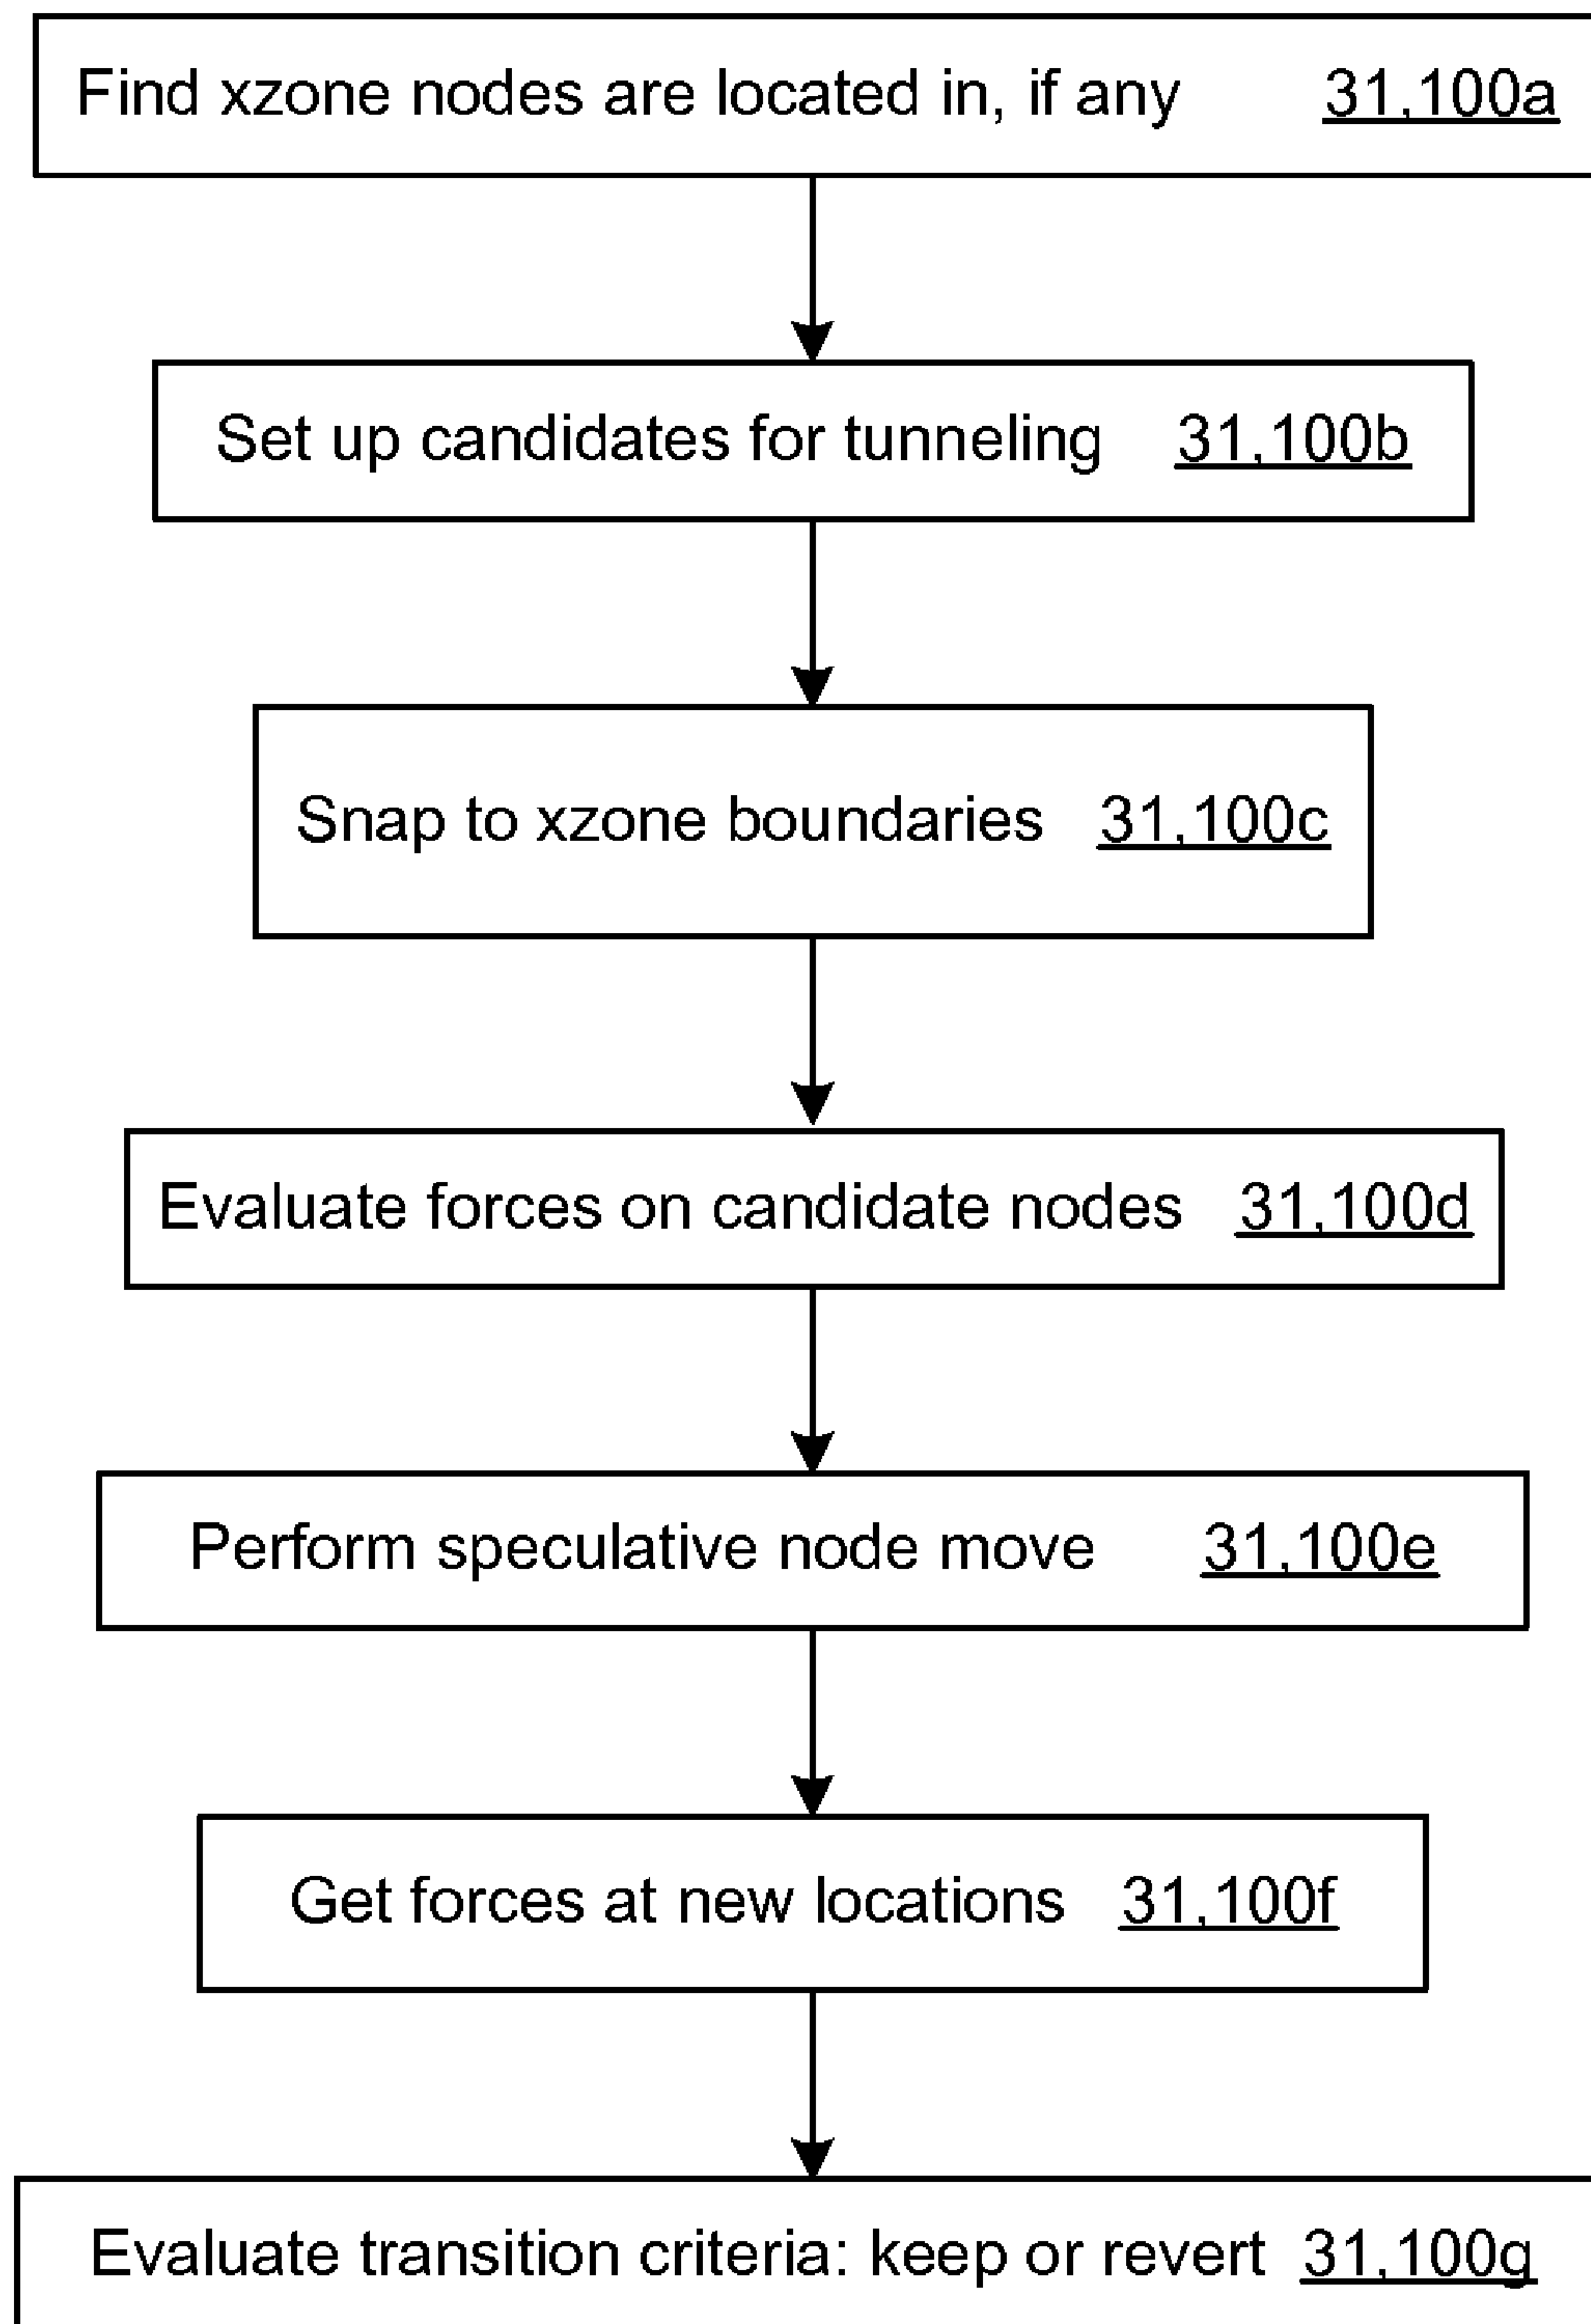 Find xzone nodes are located in, if any 31,100a
Set up candidates for tunneling 31,100b
Snap to xzone boundaries 31,100c
Evaluate forces on candidate nodes 31,100d
Perform speculative node move 31,100e
Get forces at new locations 31,100f
Evaluate transition criteria: keep or revert 31,100g